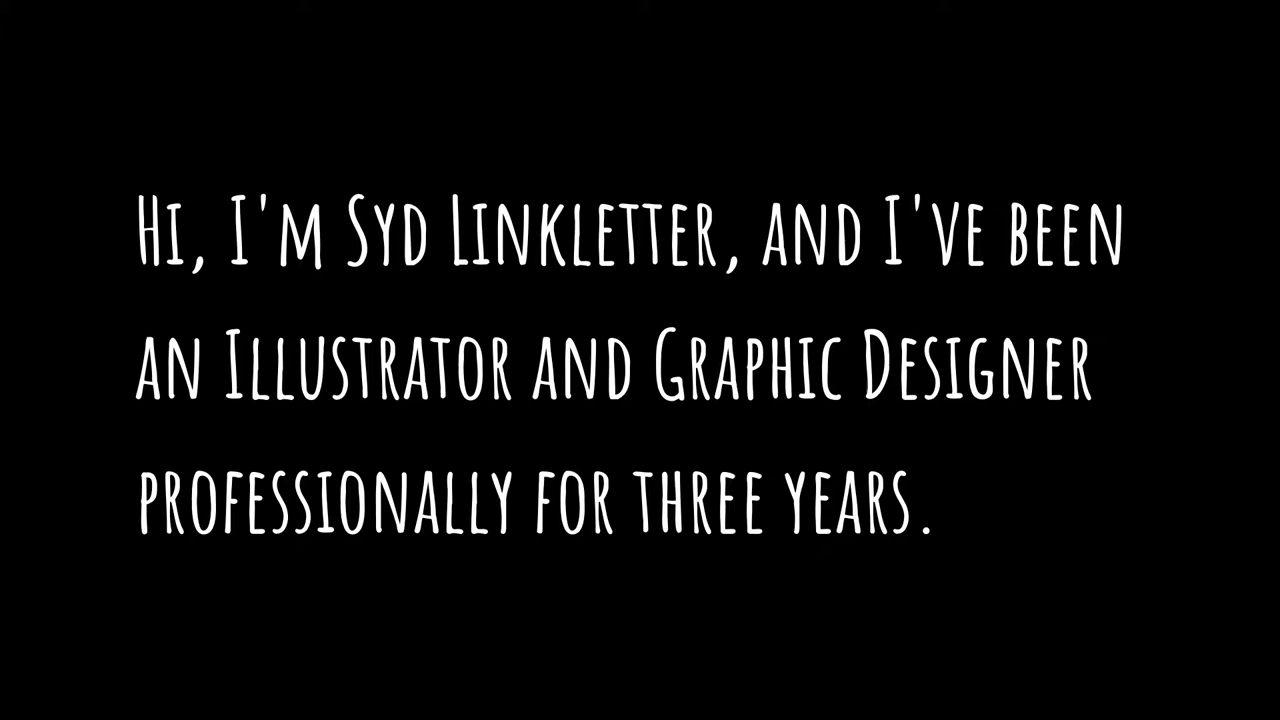 Hi, I'm Syd Linkletter, and I've been
an Illustrator and Graphic Designer
professionally for three years.